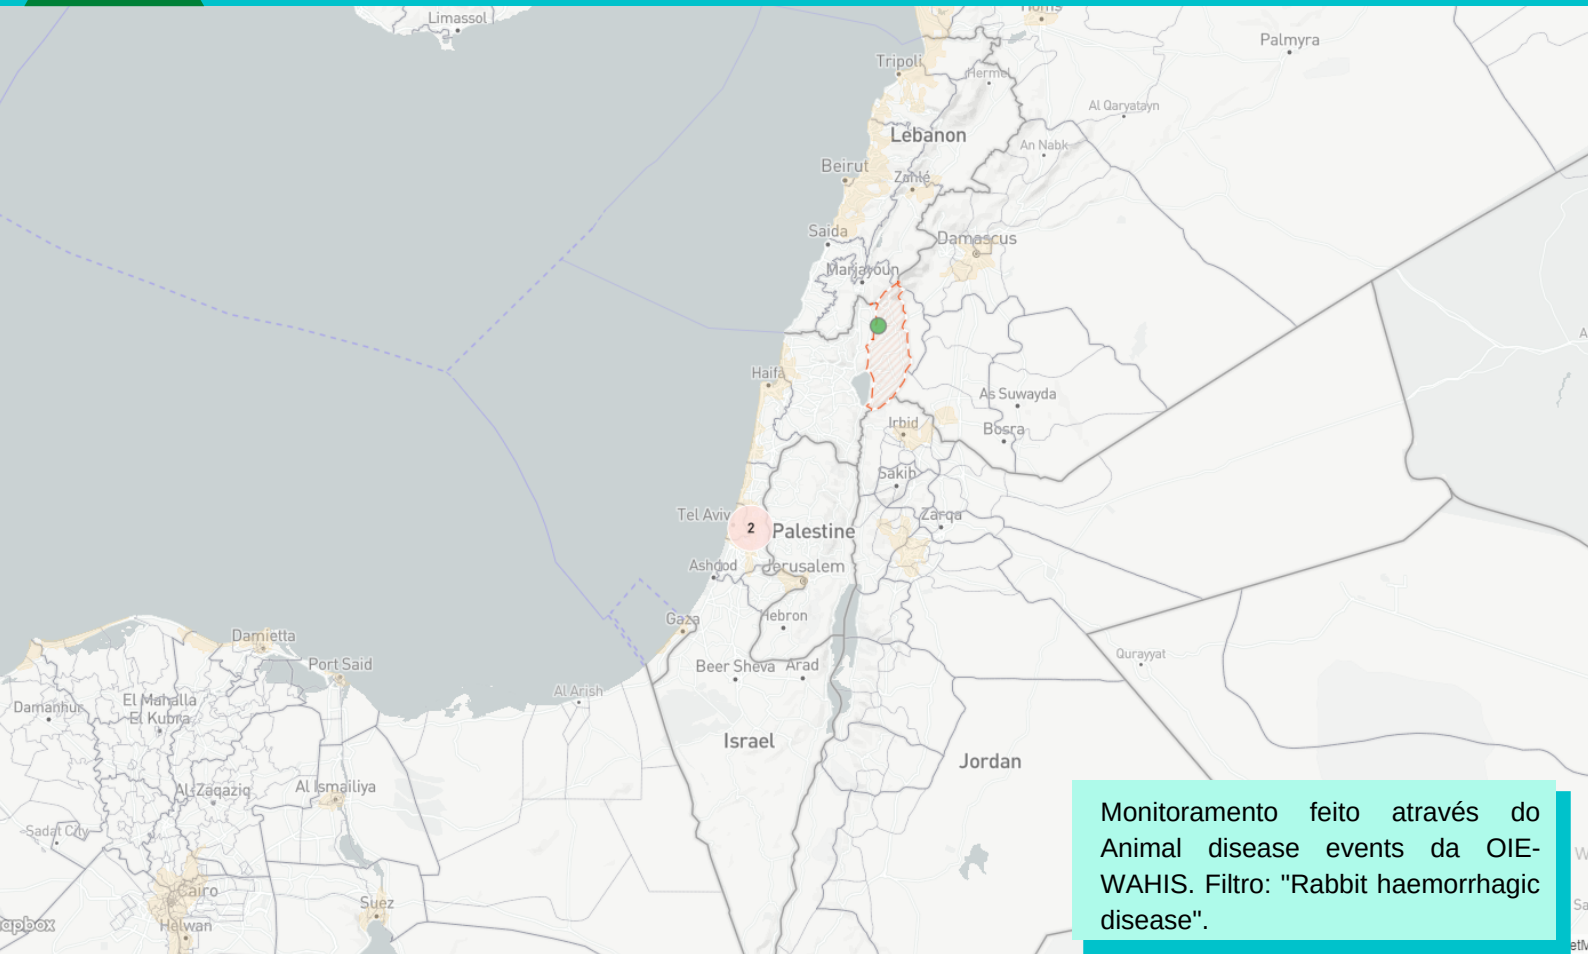 Limassol
Homs
Palmyra
Tripoli
Hermel
Al Qaryatayn
Lebanon
An Nabk
Beirut
Zahlé
Saida
Damascus
Marjayoun
Haifa
As Suwayda
Irbid
Bosra
Sakib
Tel Aviv
2
Palestine
Zarqa
Ashdod
Jerusalem
Gaza
Hebron
Damietta
Port Said
Beer Sheva
Arad
Qurayyat
Al Arish
El Mahalla
El Kubra
Damanhur
Israel
Jordan
Al-Zaqaziq
Al Ismailiya
Sadat City
Cairo
Suez
Helwan
apbox
Monitoramento feito através do
Animal disease events da OIE-
WAHIS. Filtro: "Rabbit haemorrhagic
disease".